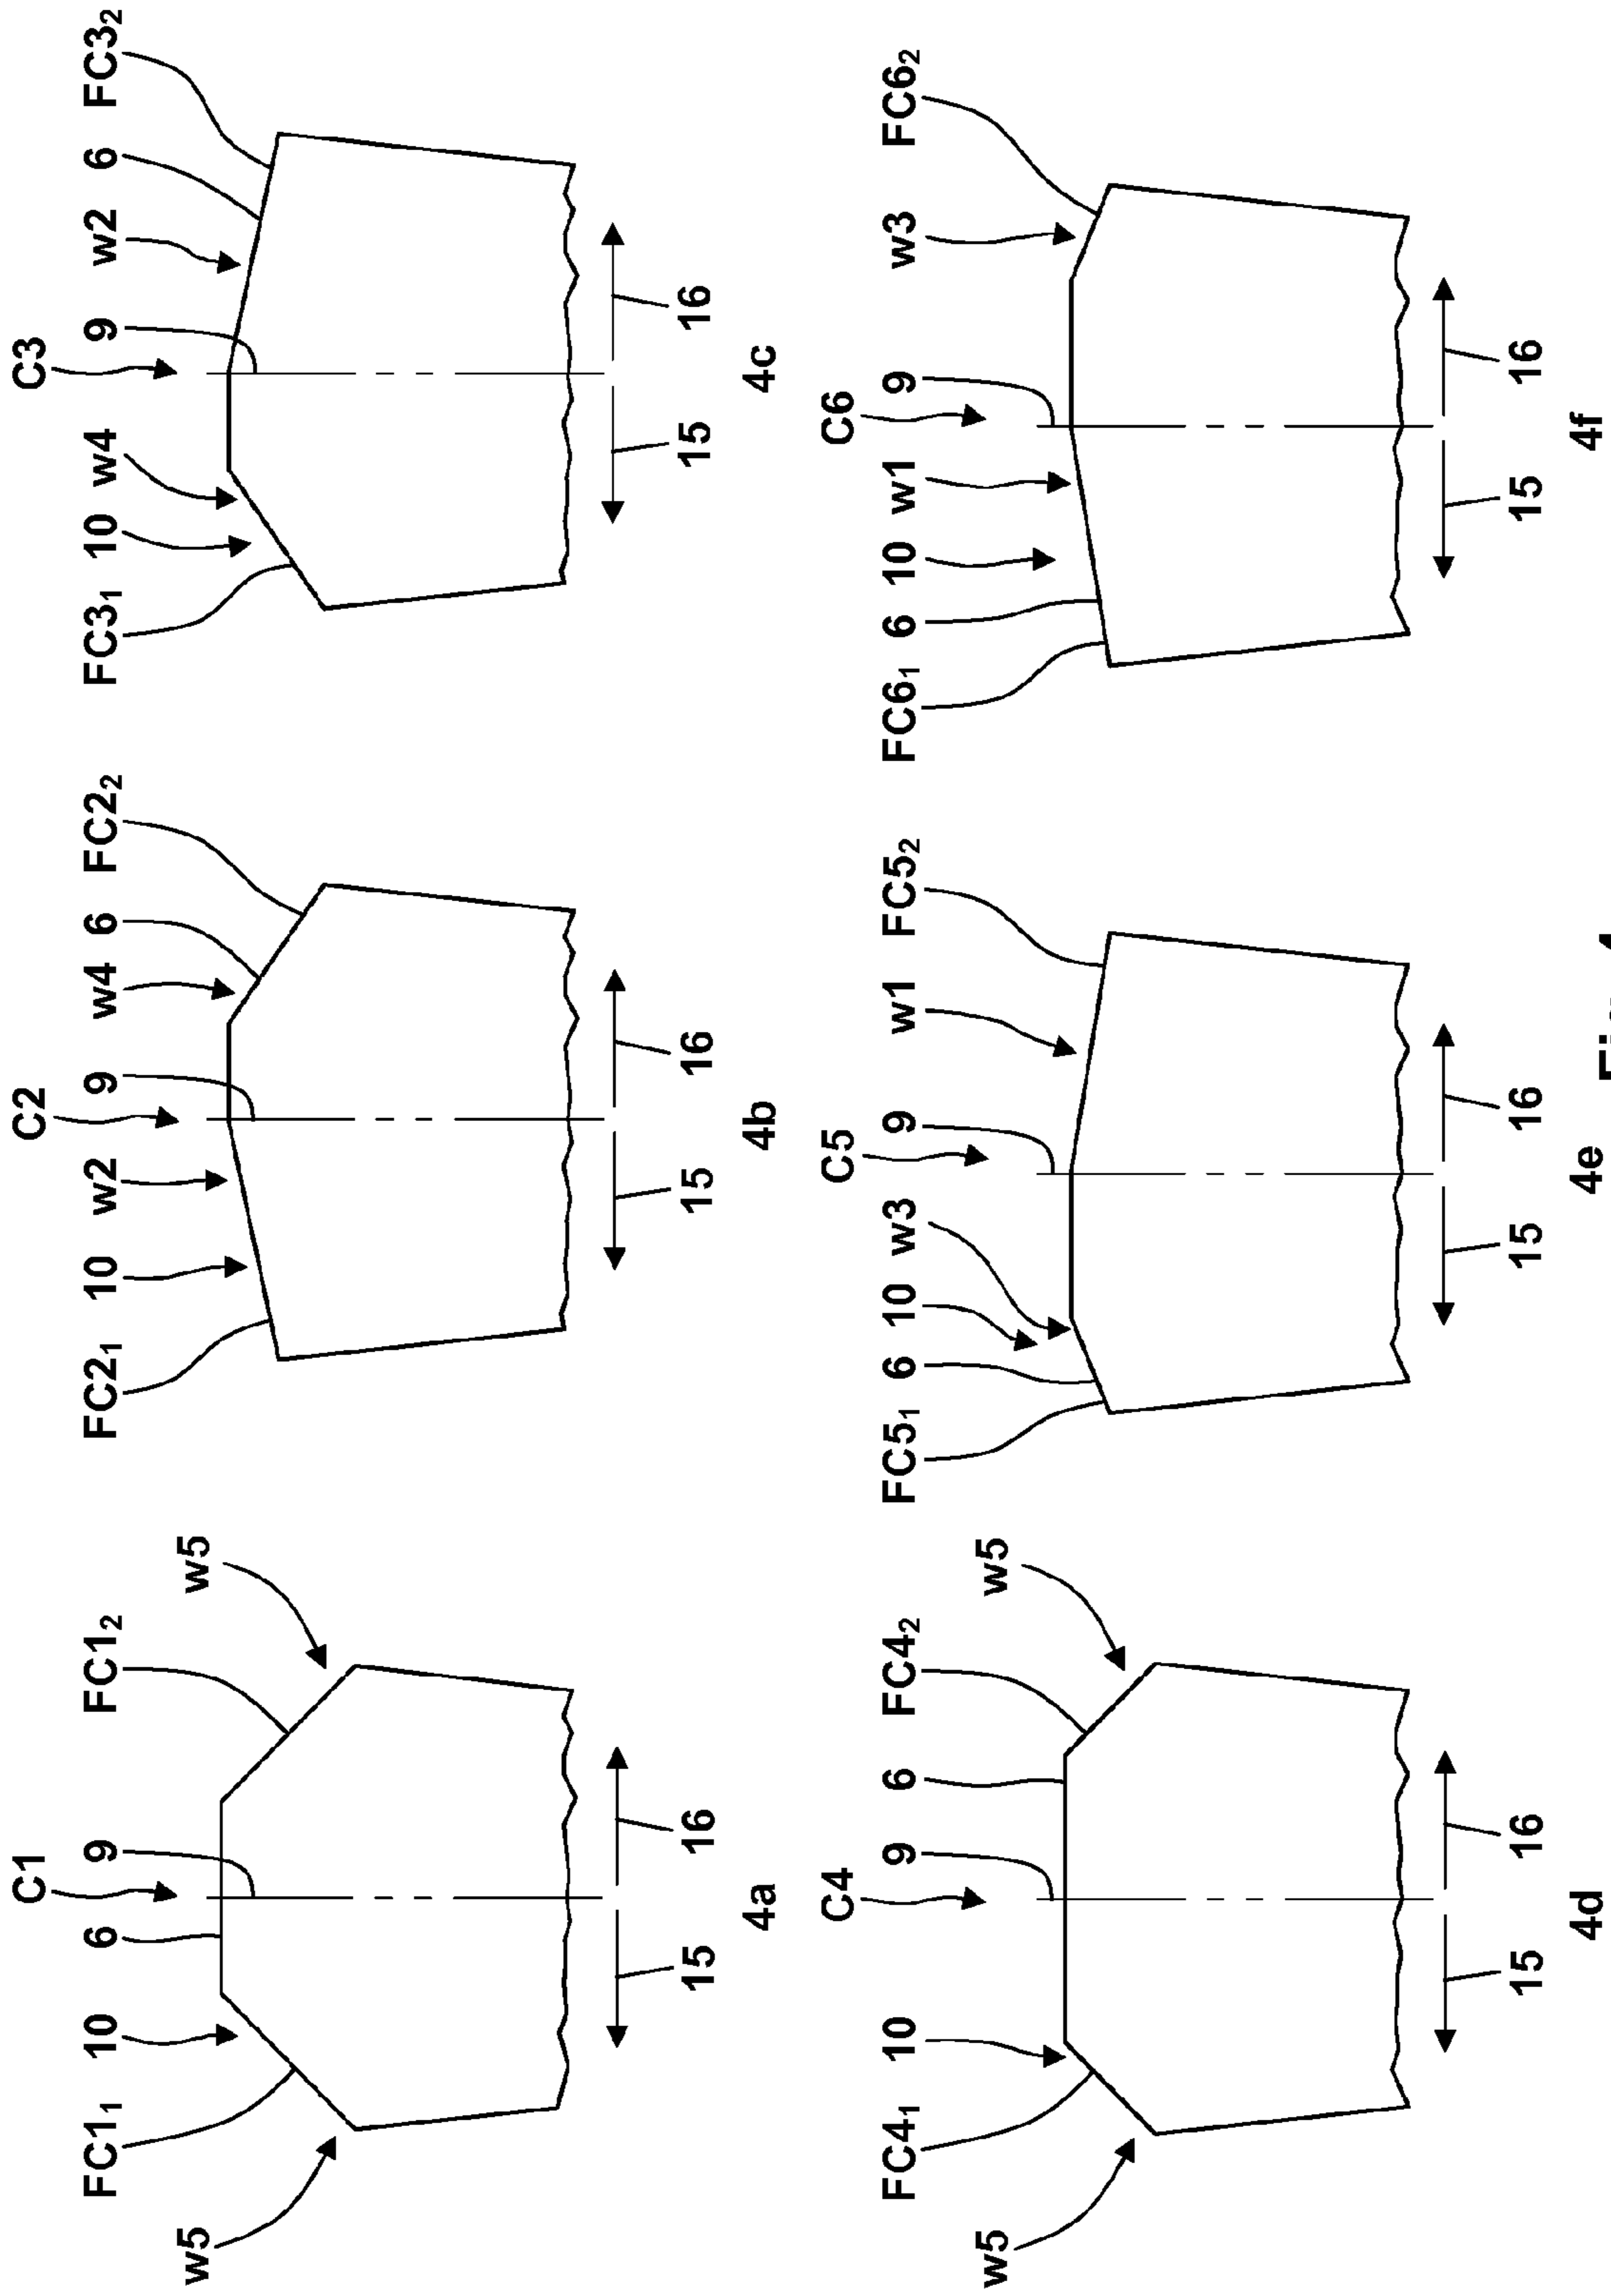 C1 C2 C3
FC1₁ 10 6 9 FC1₂ FC2₁ 10 w2 9 w4 6 FC2₂ FC3₁ 10 w4 9 w2 6 FC3₂
w5 w5
15 16 15 16 15 16
4a 4b 4c
C4 C5 C6
FC4₁ 10 9 6 FC4₂ FC5₁ 6 10 w3 9 w1 FC5₂ FC6₁ 6 10 w1 9 w3 FC6₂
w5 w5
15 16 15 16 15 16
4d 4e 4f